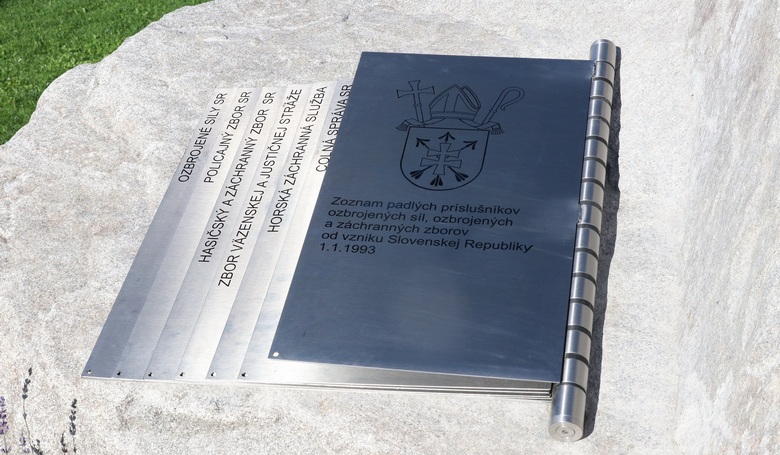 OZBROJENÉ SILY SR
POLICAJNÝ ZBOR SR
HASIČSKÝ A ZÁCHRANNÝ ZBOR SR
ZBOR VÄZENSKEJ A JUSTIČNEJ STRÁŽE
HORSKÁ ZÁCHRANNÁ SLUŽBA
COLNÁ SPRÁVA SR
Zoznam padlých príslušníkov
ozbrojených síl, ozbrojených
a záchranných zborov
od vzniku Slovenskej Republiky
1.1.1993